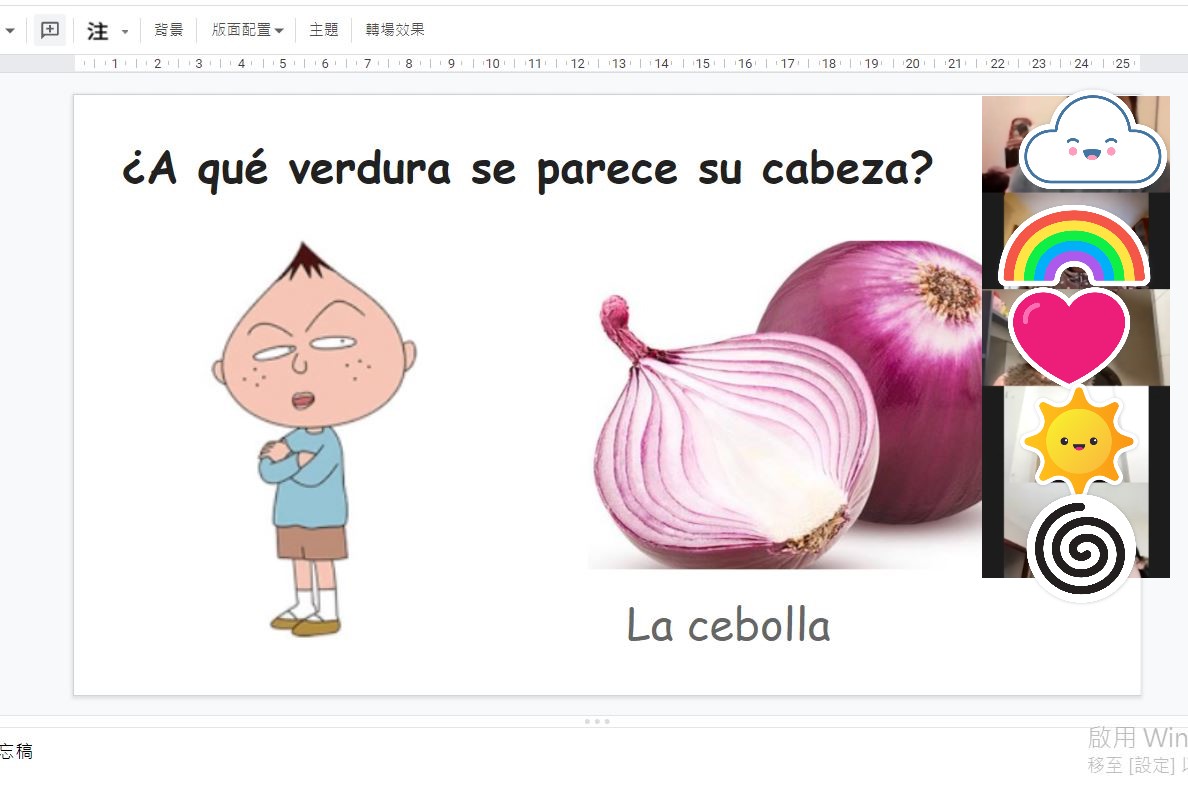 注 背景 版面配置 主題 轉場效果
1 2 3 4 5 6 7 8 9 10 11 12 13 14 15 16 17 18 19 20 21 22 23 24 25
¿A qué verdura se parece su cabeza?
La cebolla
忘稿
啟用 Win
移至 [設定] 以